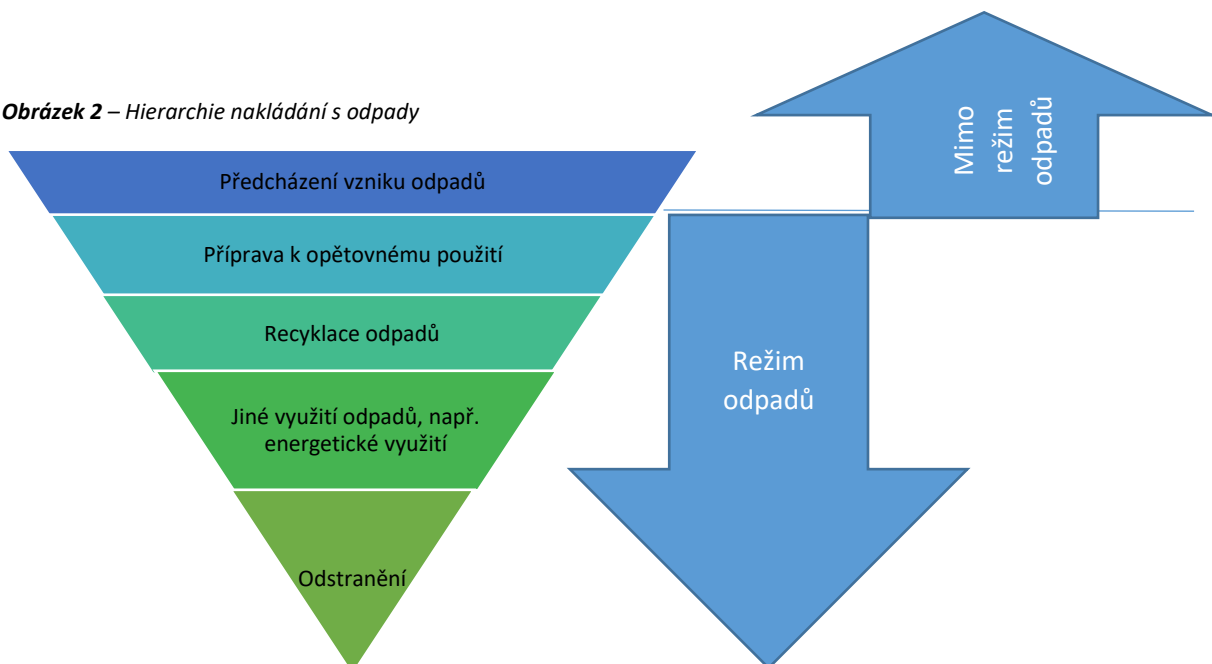 Obrázek 2 – Hierarchie nakládání s odpady
Předcházení vzniku odpadů
Příprava k opětovnému použití
Recyklace odpadů
Jiné využití odpadů, např.
energetické využití
Odstranění
Mimo
režim
odpadů
Režim
odpadů